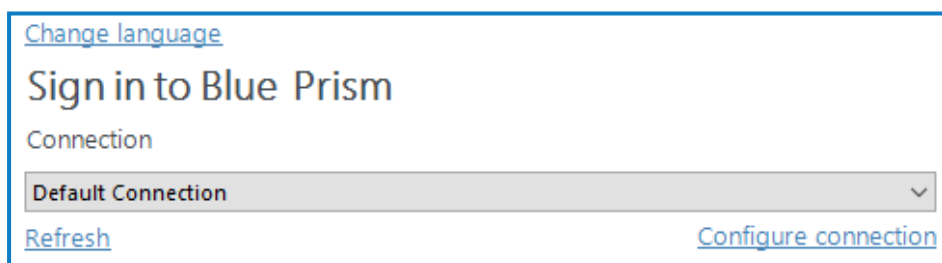 Change language
Sign in to Blue Prism
Connection
Default Connection
Refresh Configure connection